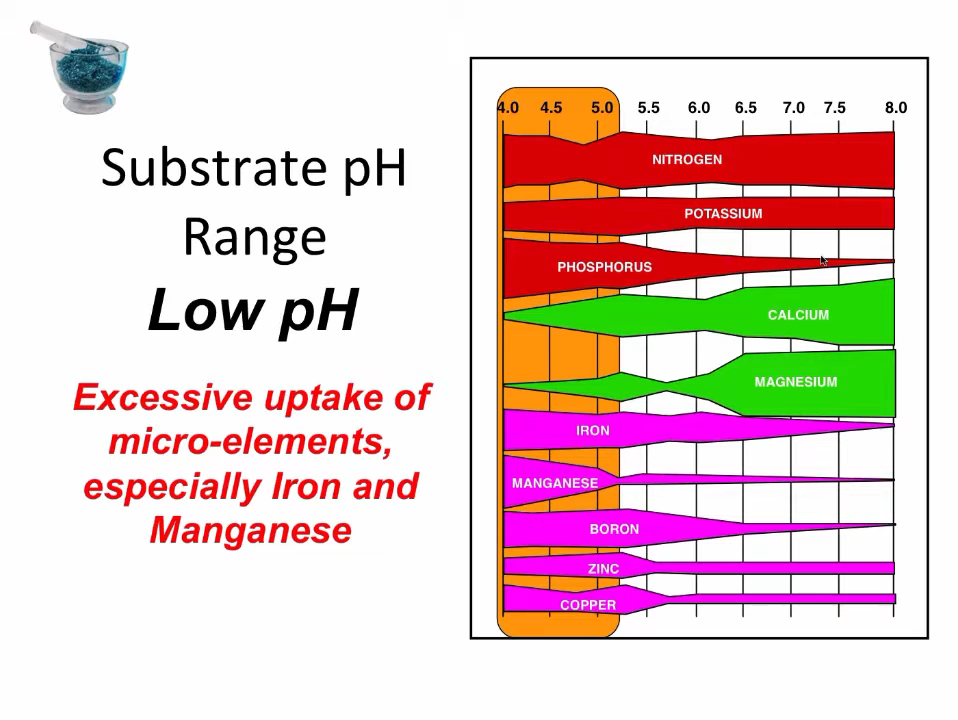 Substrate pH
Range
Low pH
Excessive uptake of
micro-elements,
especially Iron and
Manganese
4.0 4.5 5.0 5.5 6.0 6.5 7.0 7.5 8.0
NITROGEN
POTASSIUM
PHOSPHORUS
CALCIUM
MAGNESIUM
IRON
MANGANESE
BORON
ZINC
COPPER